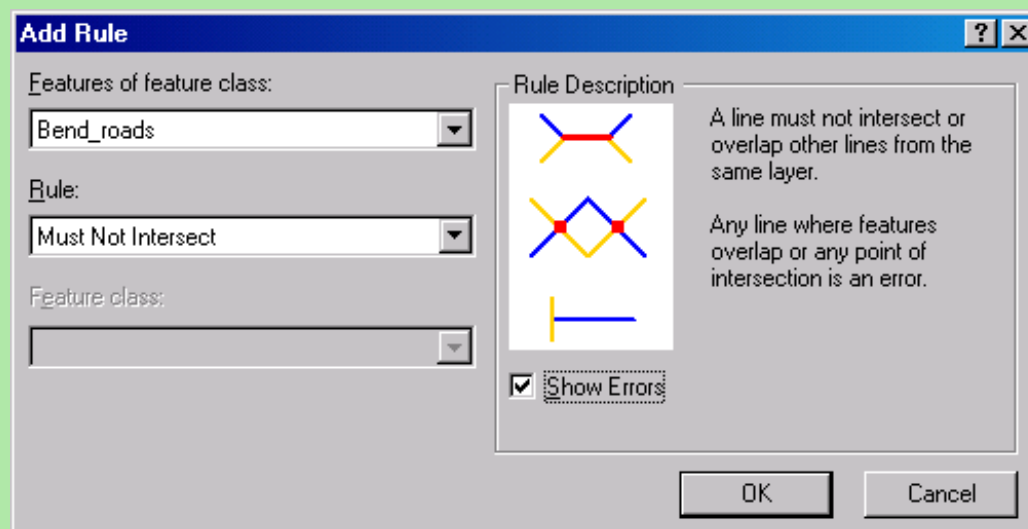 Add Rule
Features of feature class:
Bend_roads
Rule:
Must Not Intersect
Feature class:
Rule Description
A line must not intersect or
overlap other lines from the
same layer.
Any line where features
overlap or any point of
intersection is an error.
Show Errors
OK
Cancel